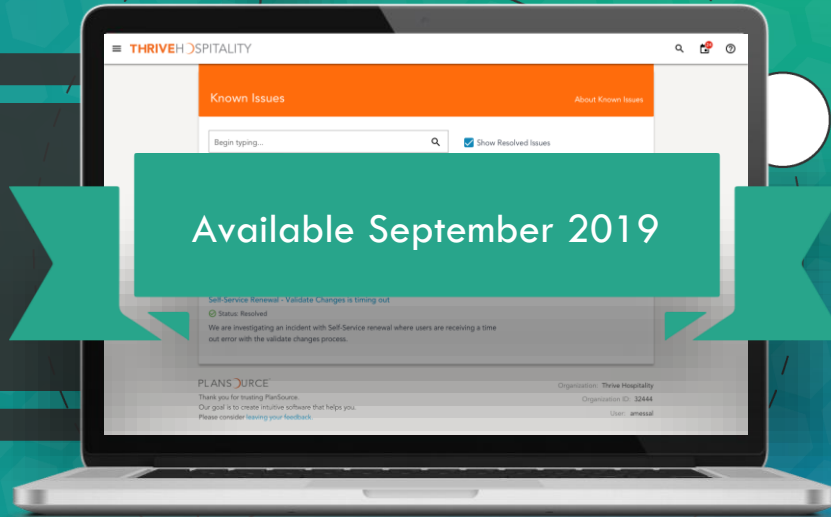 THRIVEHOSPITALITY
Known Issues
About Known Issues
Begin typing...
Show Resolved Issues
Available September 2019
Self-Service Renewal - Validate Changes is timing out
Status: Resolved
We are investigating an incident with Self-Service renewal where users are receiving a time
out error with the validate changes process.
PLANSOURCE
Thank you for trusting PlanSource.
Our goal is to create intuitive software that helps you.
Please consider leaving your feedback.
Organization: Thrive Hospitality
Organization ID: 32444
User: amessal